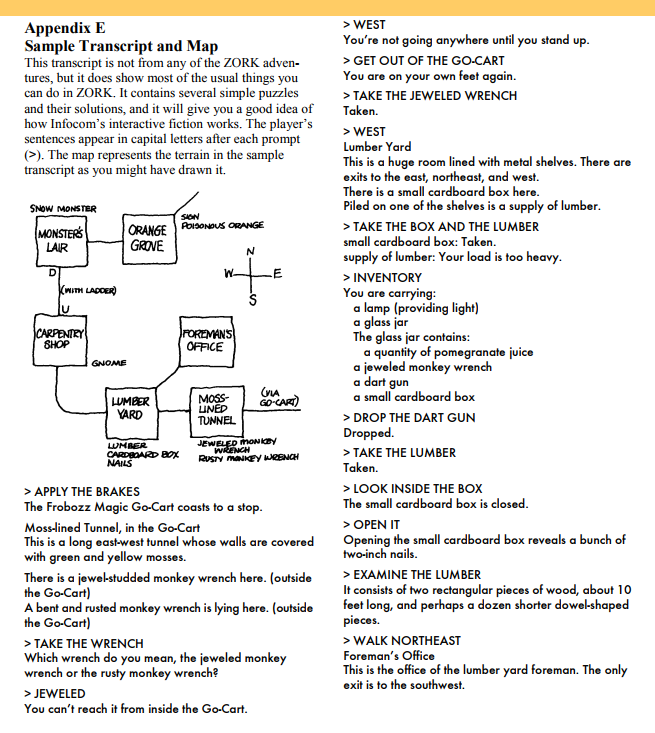 Appendix E
Sample Transcript and Map
This transcript is not from any of the ZORK adven-
tures, but it does show most of the usual things you
can do in ZORK. It contains several simple puzzles
and their solutions, and it will give you a good idea of
how Infocom's interactive fiction works. The player's
sentences appear in capital letters after each prompt
(>). The map represents the terrain in the sample
transcript as you might have drawn it.
SNOW MONSTER
MONSTER'S
LAIR
ORANGE
GROVE
SIGN
POISONOUS ORANGE
N
W
E
S
D
(WITH LADDER)
U
CARPENTRY
SHOP
GNOME
FOREMAN'S
OFFICE
LUMBER
YARD
MOSS-
LINED
TUNNEL
(VIA
GO-CART)
LUMBER
CARDBOARD BOX
NAILS
JEWELED MONKEY
WRENCH
RUSTY MONKEY WRENCH
> APPLY THE BRAKES
The Frobozz Magic Go-Cart coasts to a stop.
Moss-lined Tunnel, in the Go-Cart
This is a long east-west tunnel whose walls are covered
with green and yellow mosses.
There is a jewel-studded monkey wrench here. (outside
the Go-Cart)
A bent and rusted monkey wrench is lying here. (outside
the Go-Cart)
> TAKE THE WRENCH
Which wrench do you mean, the jeweled monkey
wrench or the rusty monkey wrench?
> JEWELED
You can't reach it from inside the Go-Cart.
> WEST
You're not going anywhere until you stand up.
> GET OUT OF THE GO-CART
You are on your own feet again.
> TAKE THE JEWELED WRENCH
Taken.
> WEST
Lumber Yard
This is a huge room lined with metal shelves. There are
exits to the east, northeast, and west.
There is a small cardboard box here.
Piled on one of the shelves is a supply of lumber.
> TAKE THE BOX AND THE LUMBER
small cardboard box: Taken.
supply of lumber: Your load is too heavy.
> INVENTORY
You are carrying:
a lamp (providing light)
a glass jar
The glass jar contains:
a quantity of pomegranate juice
a jeweled monkey wrench
a dart gun
a small cardboard box
> DROP THE DART GUN
Dropped.
> TAKE THE LUMBER
Taken.
> LOOK INSIDE THE BOX
The small cardboard box is closed.
> OPEN IT
Opening the small cardboard box reveals a bunch of
two-inch nails.
> EXAMINE THE LUMBER
It consists of two rectangular pieces of wood, about 10
feet long, and perhaps a dozen shorter dowel-shaped
pieces.
> WALK NORTHEAST
Foreman's Office
This is the office of the lumber yard foreman. The only
exit is to the southwest.